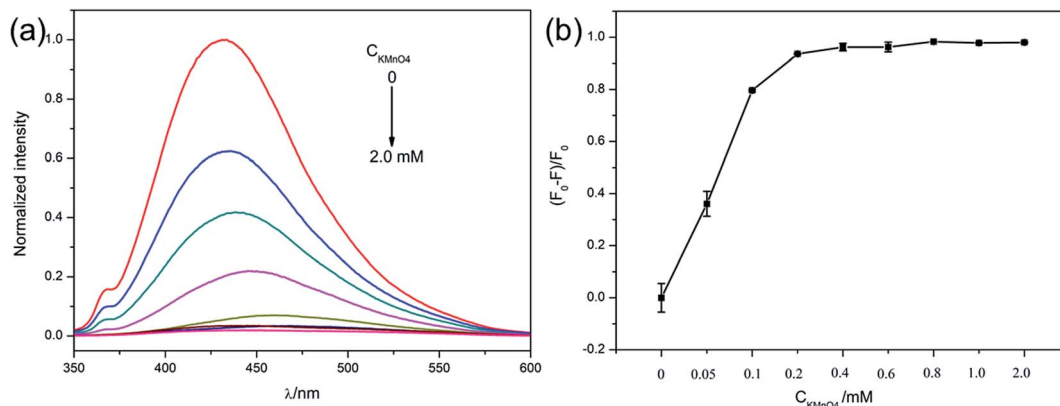 (a)
1.0
0.8
0.6
0.4
0.2
0.0
Normalized intensity
C_KMnO4
0
2.0 mM
350 400 450 500 550 600
λ/nm
(b)
1.0
0.8
0.6
0.4
0.2
0.0
-0.2
(F₀-F)/F₀
0 0.05 0.1 0.2 0.4 0.6 0.8 1.0 2.0
C_KMnO4 /mM